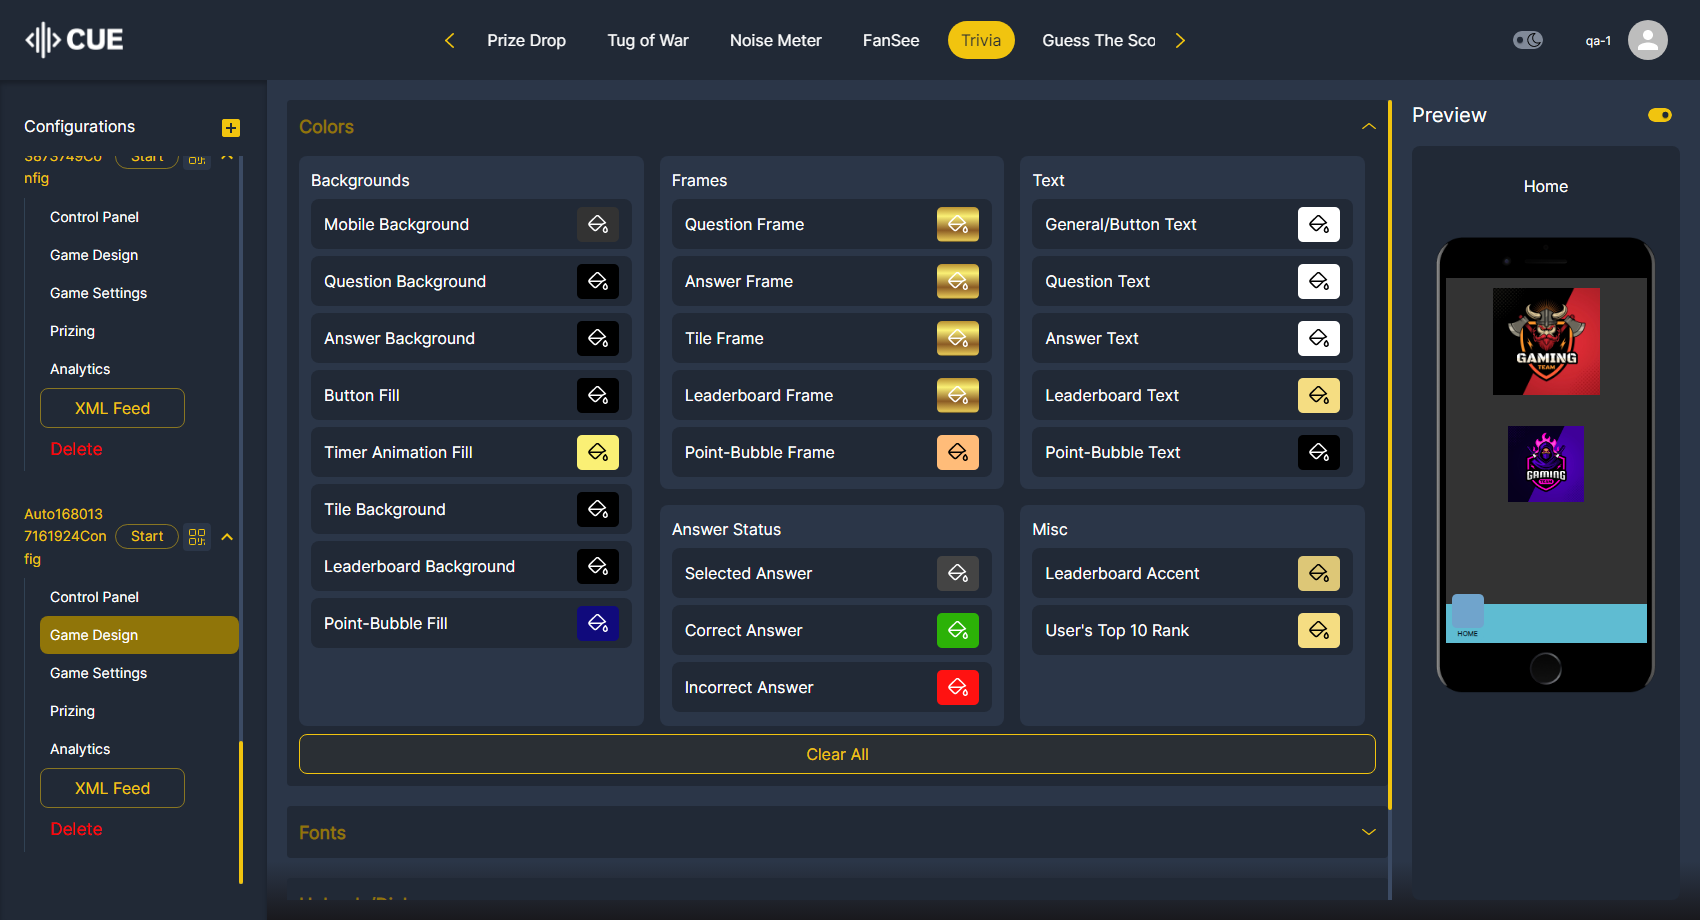 CUE
Prize Drop
Tug of War
Noise Meter
FanSee
Trivia
Guess The Sco
qa-1
Configurations
3873749Co
nfig
Start
Control Panel
Game Design
Game Settings
Prizing
Analytics
XML Feed
Delete
Auto168013
7161924Con
fig
Start
Control Panel
Game Design
Game Settings
Prizing
Analytics
XML Feed
Delete
Colors
Backgrounds
Mobile Background
Question Background
Answer Background
Button Fill
Timer Animation Fill
Tile Background
Leaderboard Background
Point-Bubble Fill
Frames
Question Frame
Answer Frame
Tile Frame
Leaderboard Frame
Point-Bubble Frame
Text
General/Button Text
Question Text
Answer Text
Leaderboard Text
Point-Bubble Text
Answer Status
Selected Answer
Correct Answer
Incorrect Answer
Misc
Leaderboard Accent
User's Top 10 Rank
Clear All
Fonts
Preview
Home
GAMING
TEAM
GAMING
TEAM
HOME